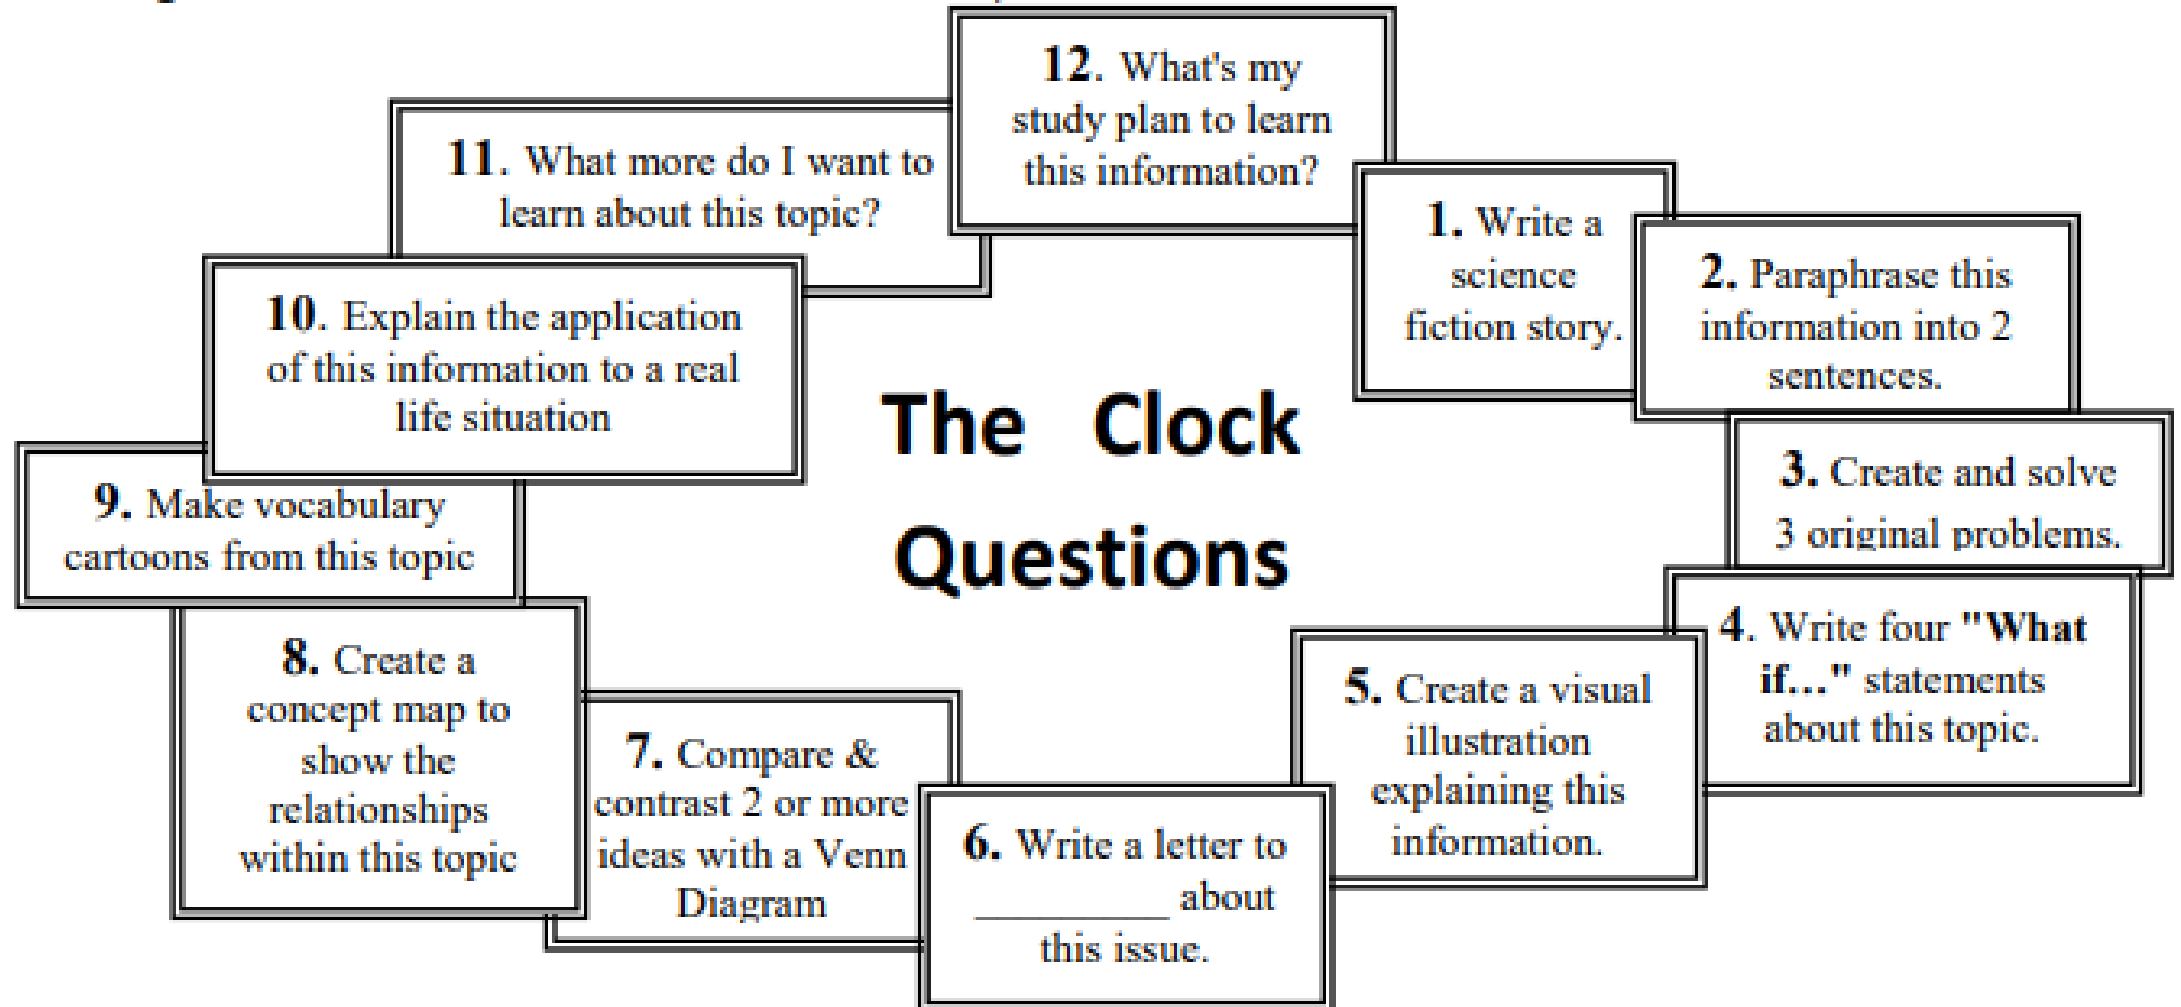 12. What's my
study plan to learn
this information?
11. What more do I want to
learn about this topic?
1. Write a
science
fiction story.
2. Paraphrase this
information into 2
sentences.
10. Explain the application
of this information to a real
life situation
The Clock
Questions
3. Create and solve
3 original problems.
9. Make vocabulary
cartoons from this topic
4. Write four "What
if..." statements
about this topic.
8. Create a
concept map to
show the
relationships
within this topic
5. Create a visual
illustration
explaining this
information.
7. Compare &
contrast 2 or more
ideas with a Venn
Diagram
6. Write a letter to
_________ about
this issue.